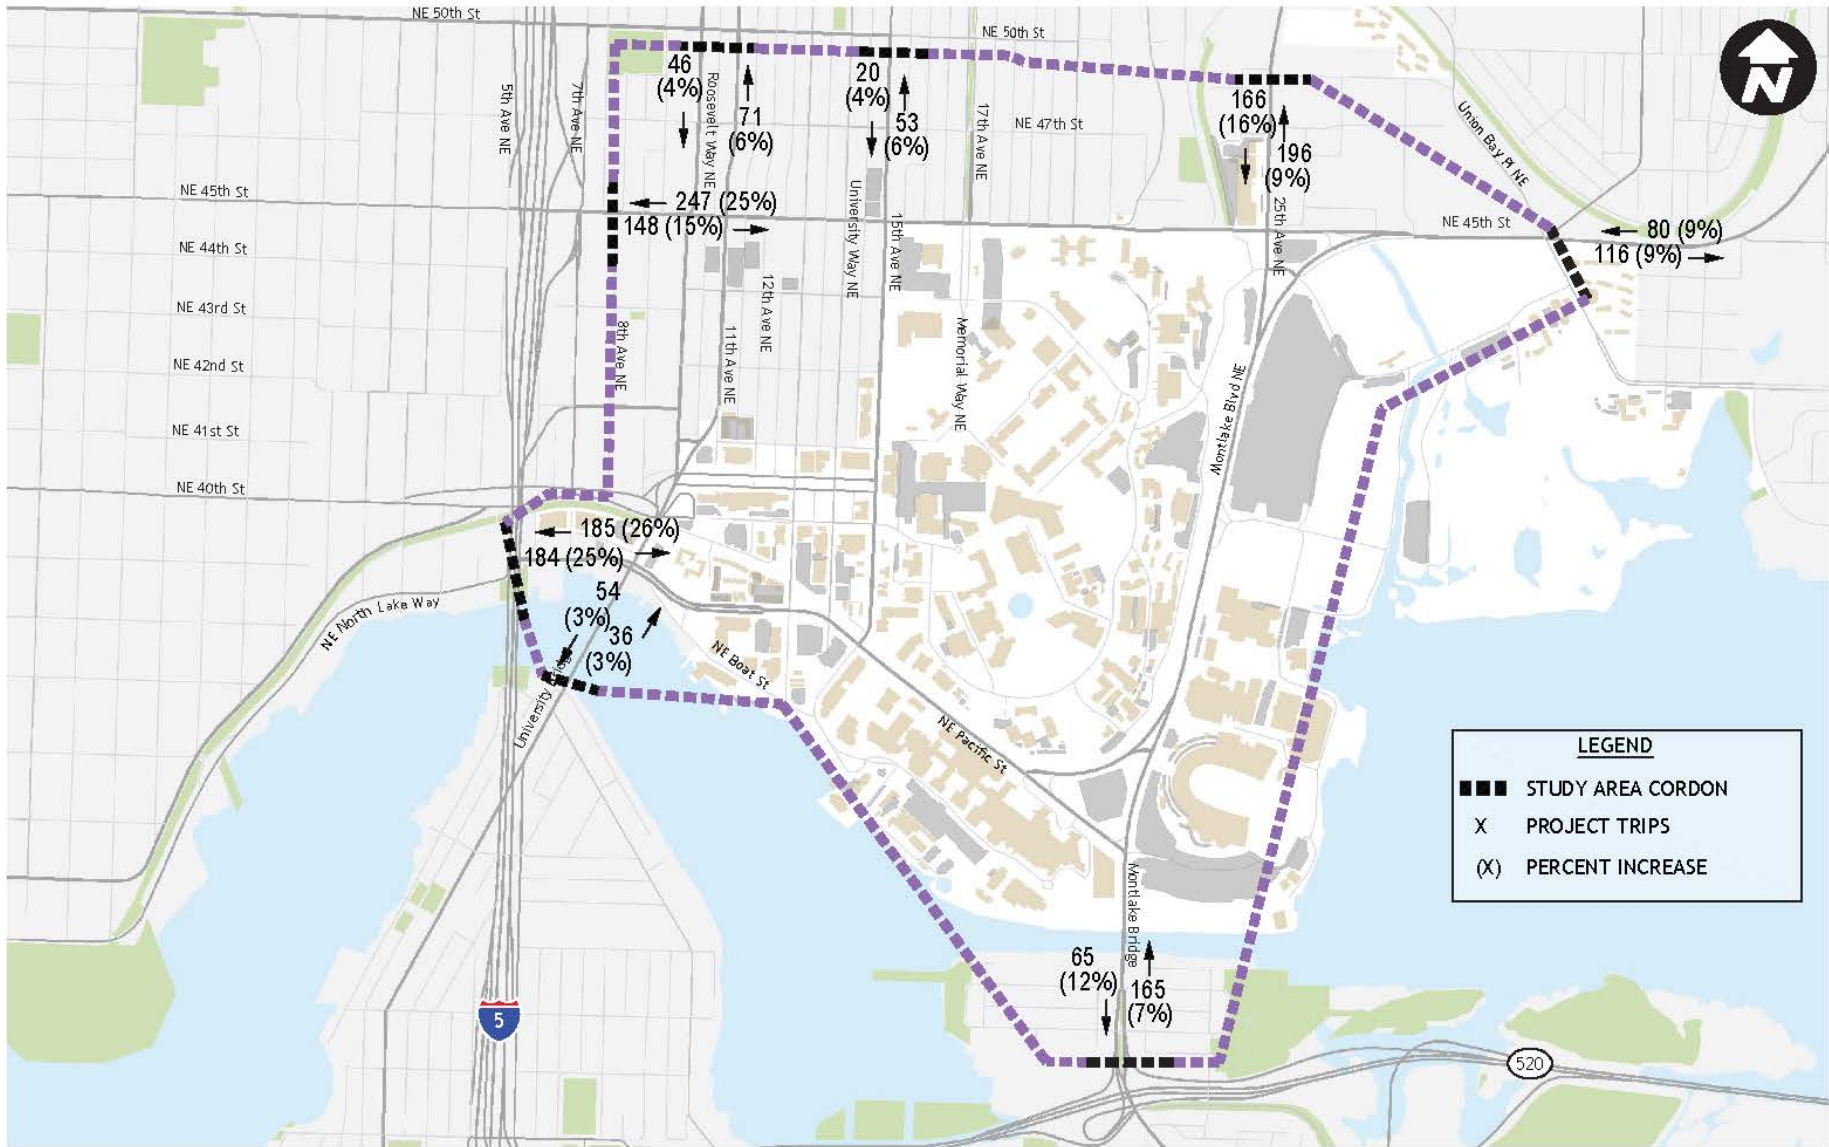 NE 50th St
NE 50th St
N
46
(4%)
71
(6%)
Roosevelt Way NE
20
(4%)
53
(6%)
17th Ave NE
NE 47th St
166
(16%)
196
(9%)
Union Bay Pl NE
5th Ave NE
7th Ave NE
NE 45th St
247 (25%)
148 (15%)
University Way NE
15th Ave NE
25th Ave NE
NE 45th St
80 (9%)
116 (9%)
NE 44th St
NE 43rd St
12th Ave NE
11th Ave NE
8th Ave NE
Memorial Way NE
Montlake Blvd NE
NE 42nd St
NE 41st St
NE 40th St
185 (26%)
184 (25%)
54
(3%)
36
(3%)
NE North Lake Way
University
NE Boat St
NE Pacific St
LEGEND
STUDY AREA CORDON
X PROJECT TRIPS
(X) PERCENT INCREASE
Montlake Bridge
65
(12%)
165
(7%)
5
520